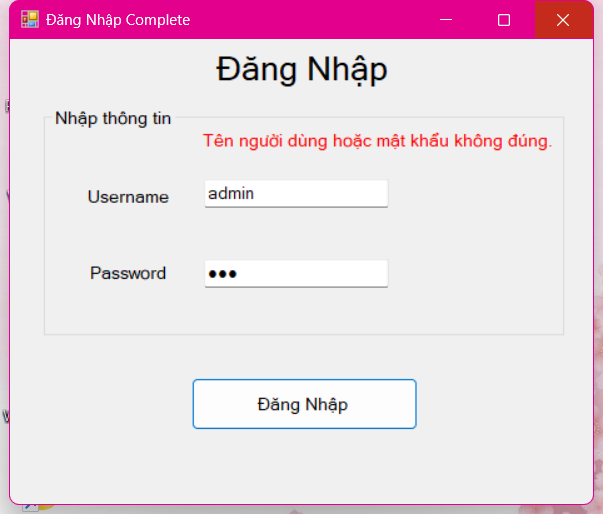 Đăng Nhập Complete
Đăng Nhập
Nhập thông tin
Tên người dùng hoặc mật khẩu không đúng.
Username
admin
Password
●●●
Đăng Nhập